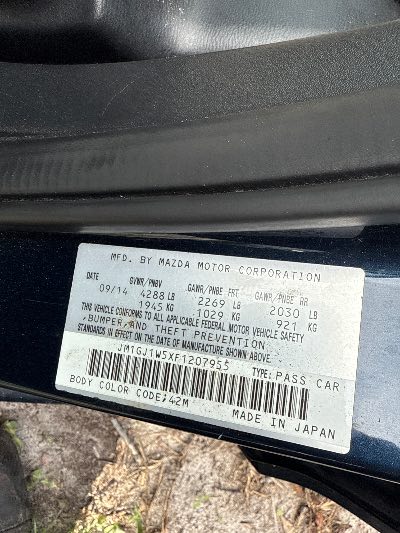 MFD. BY MAZDA MOTOR CORPORATION
DATE GVWR/PNBV GAWR/PNBE FRT GAWR/PNBE RR
09/14 4288 LB 2269 LB 2030 LB
1945 KG 1029 KG 921 KG
THIS VEHICLE CONFORMS TO ALL APPLICABLE FEDERAL MOTOR VEHICLE SAFETY
,BUMPER,AND THEFT PREVENTION
STANDARDS IN EFFECT ON THE DATE OF MANUFACTURE SHOWN ABOVE.
JM1GJ1W5XF1207955 TYPE: PASS CAR
BODY COLOR CODE: 42M MADE IN JAPAN